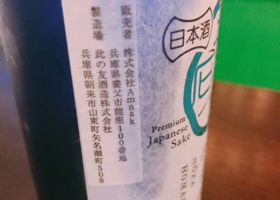 販売者 株式会社Amnak
兵庫県養父市能座100番地
製造場 此の友酒造株式会社
兵庫県朝来市山東町矢名瀬町508
日本酒
Premium
Japanese
Sake